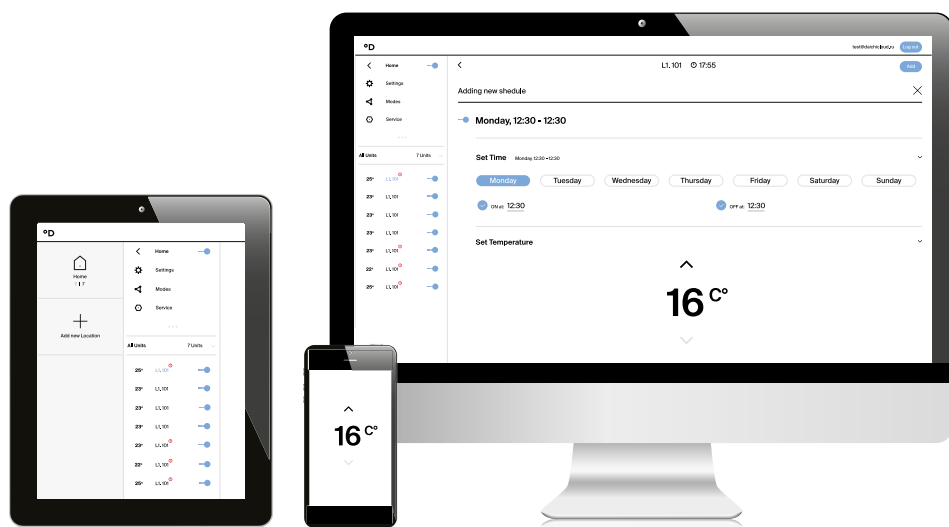 °D
Home
1 | 7
Add new Location
Home
Settings
Modes
Service
All Units 7 Units
25° L1, 101
23° L1, 101
23° L1, 101
23° L1, 101
23° L1, 101
22° L1, 101
25° L1, 101
16 C°
°D
Log out
Home
Settings
Modes
Service
All Units 7 Units
25° L1, 101
23° L1, 101
23° L1, 101
23° L1, 101
23° L1, 101
22° L1, 101
25° L1, 101
L1. 101 17:55
Add
Adding new shedule
Monday, 12:30 - 12:30
Set Time Monday, 12:30 - 12:30
Monday Tuesday Wednesday Thursday Friday Saturday Sunday
ON at: 12:30 OFF at: 12:30
Set Temperature
16 C°